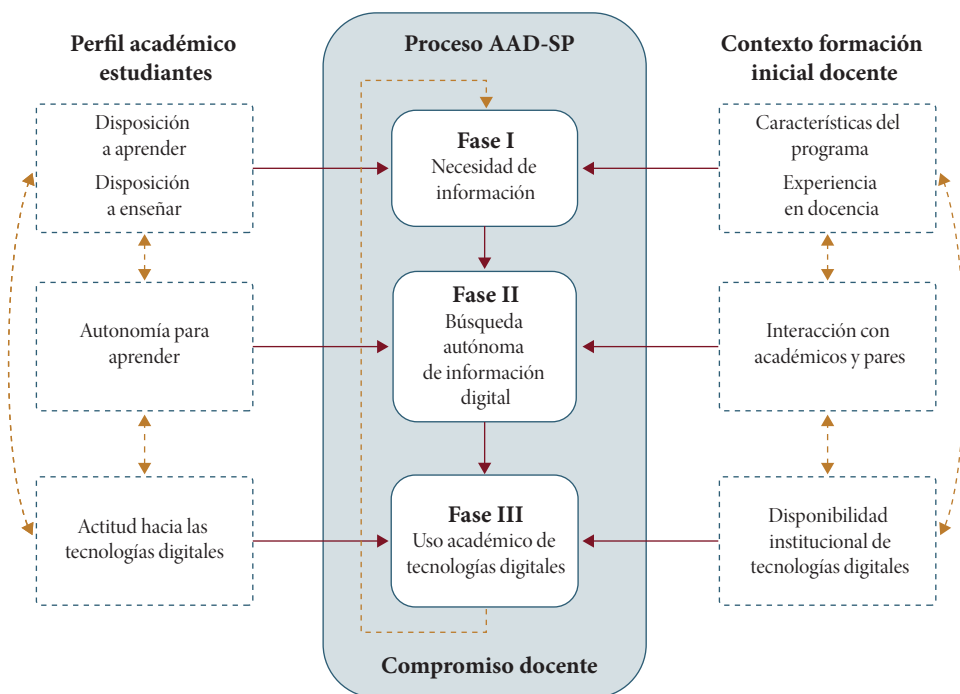 Perfil académico
estudiantes
Disposición
a aprender
Disposición
a enseñar
Autonomía para
aprender
Actitud hacia las
tecnologías digitales
Proceso AAD-SP
Fase I
Necesidad de
información
Fase II
Búsqueda
autónoma
de información
digital
Fase III
Uso académico de
tecnologías digitales
Compromiso docente
Contexto formación
inicial docente
Características del
programa
Experiencia
en docencia
Interacción con
académicos y pares
Disponibilidad
institucional de
tecnologías digitales